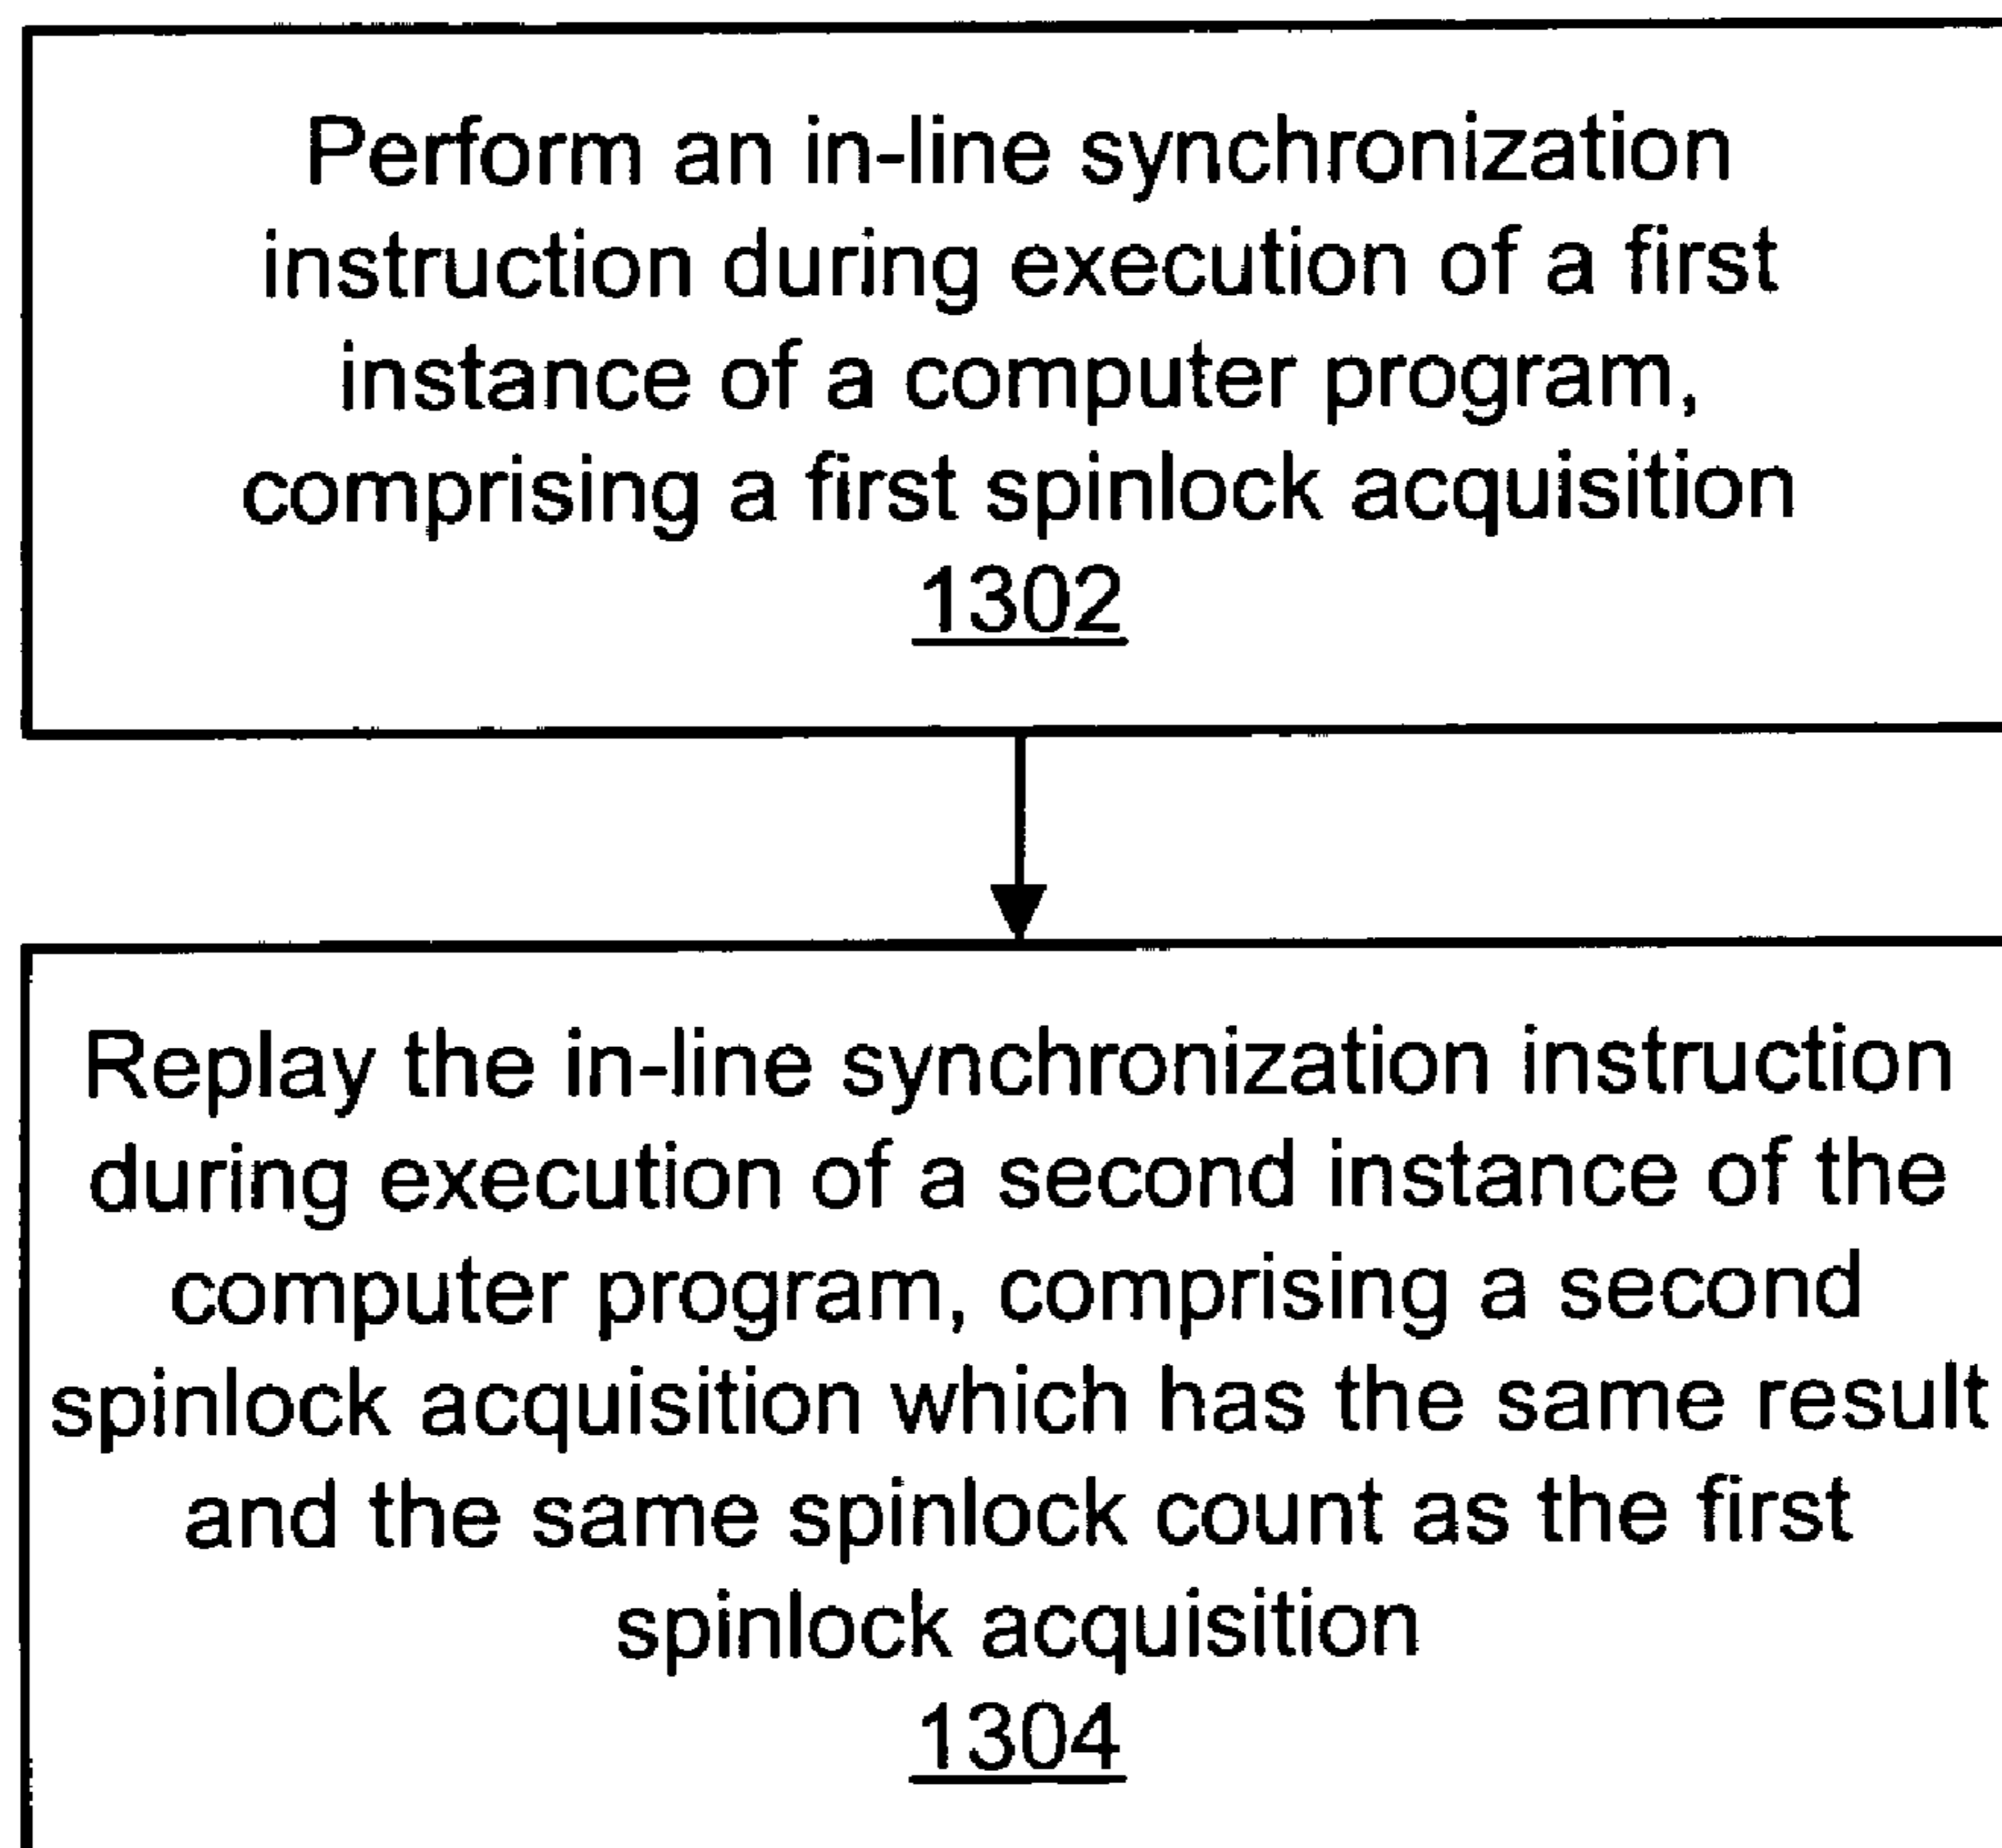 Perform an in-line synchronization
instruction during execution of a first
instance of a computer program,
comprising a first spinlock acquisition
1302
Replay the in-line synchronization instruction
during execution of a second instance of the
computer program, comprising a second
spinlock acquisition which has the same result
and the same spinlock count as the first
spinlock acquisition
1304